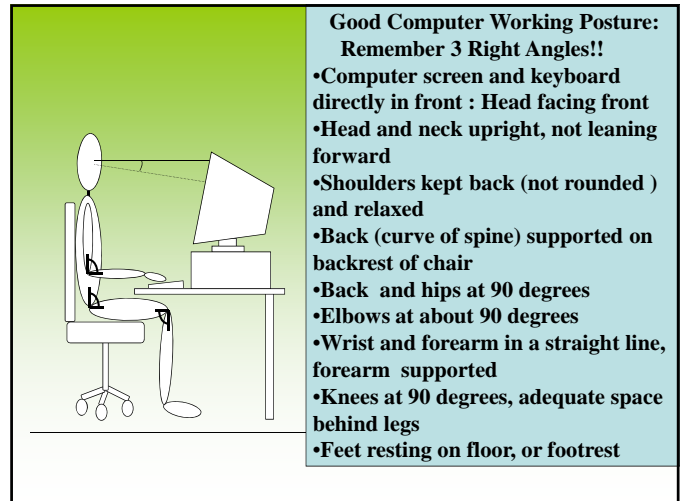 Good Computer Working Posture:
Remember 3 Right Angles!!
•Computer screen and keyboard
directly in front : Head facing front
•Head and neck upright, not leaning
forward
•Shoulders kept back (not rounded )
and relaxed
•Back (curve of spine) supported on
backrest of chair
•Back  and hips at 90 degrees
•Elbows at about 90 degrees
•Wrist and forearm in a straight line,
forearm  supported
•Knees at 90 degrees, adequate space
behind legs
•Feet resting on floor, or footrest